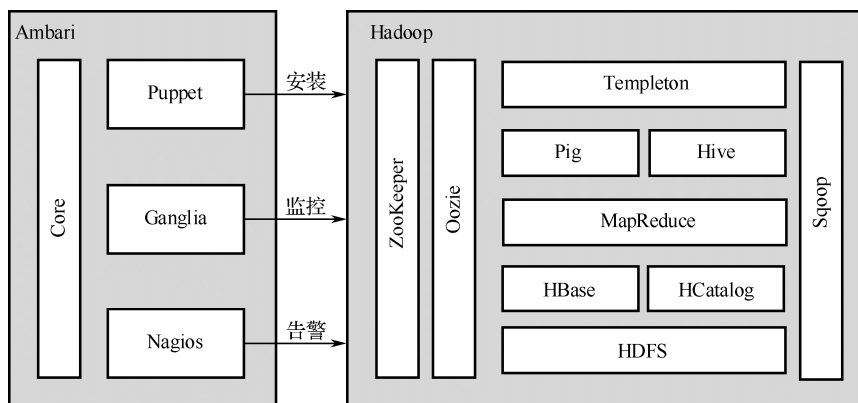 Ambari
Core
Puppet
Ganglia
Nagios
安装
监控
告警
Hadoop
ZooKeeper
Oozie
Templeton
Pig
Hive
MapReduce
HBase
HCatalog
HDFS
Sqoop